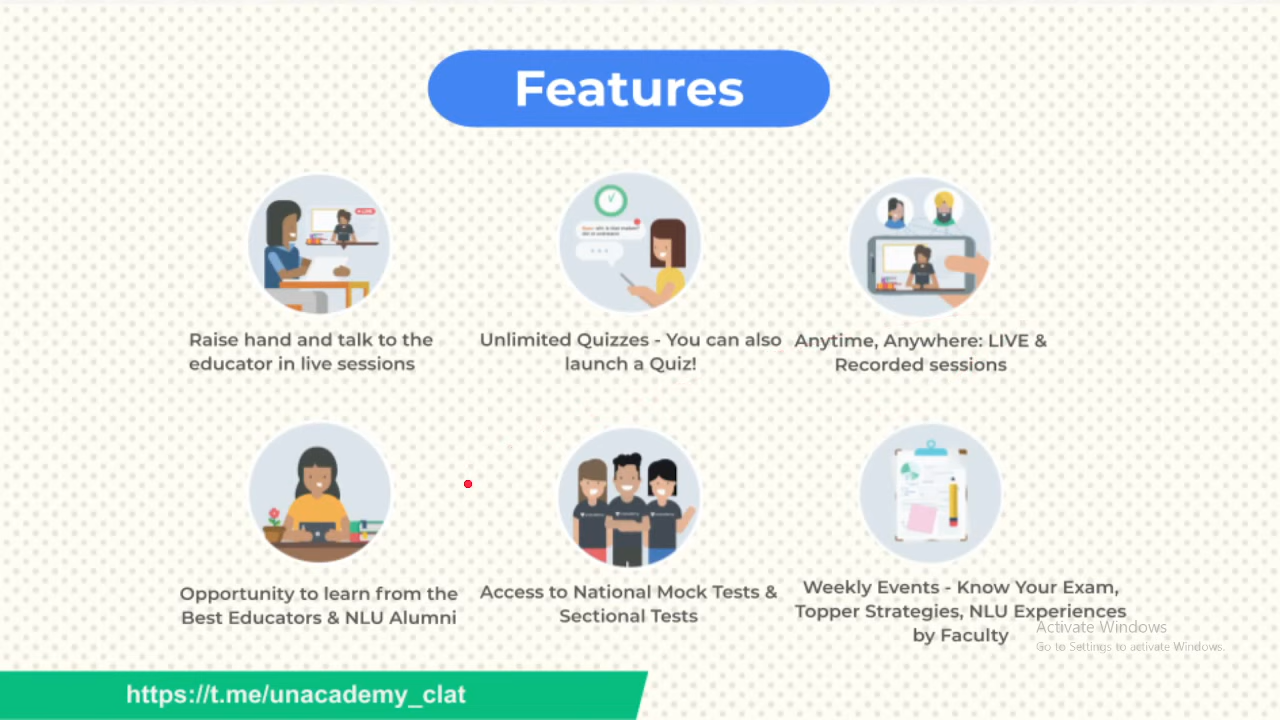 Features
Raise hand and talk to the
educator in live sessions
Unlimited Quizzes - You can also
launch a Quiz!
Anytime, Anywhere: LIVE &
Recorded sessions
Opportunity to learn from the
Best Educators & NLU Alumni
Access to National Mock Tests &
Sectional Tests
Weekly Events - Know Your Exam,
Topper Strategies, NLU Experiences
by Faculty
Activate Windows
Go to Settings to activate Windows.
https://t.me/unacademy_clat